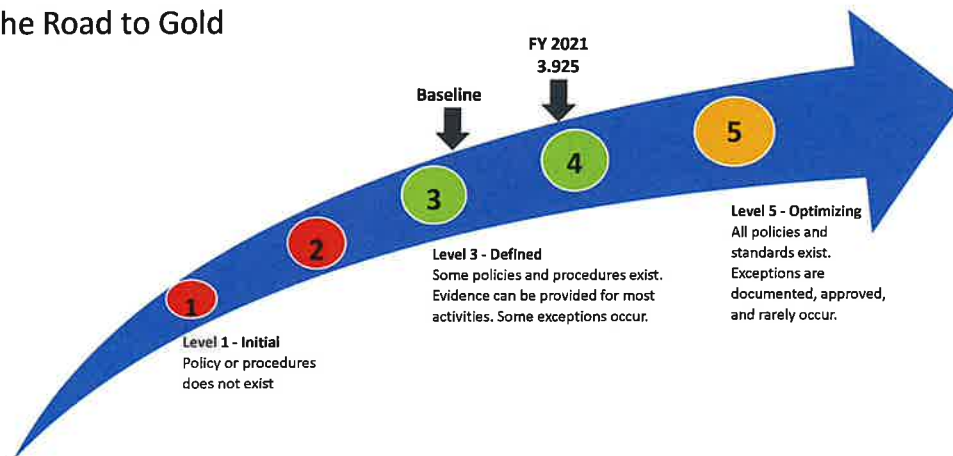 he Road to Gold
FY 2021
3.925
Baseline
5
4
3
2
1
Level 5 - Optimizing
All policies and
standards exist.
Exceptions are
documented, approved,
and rarely occur.
Level 3 - Defined
Some policies and procedures exist.
Evidence can be provided for most
activities. Some exceptions occur.
Level 1 - Initial
Policy or procedures
does not exist